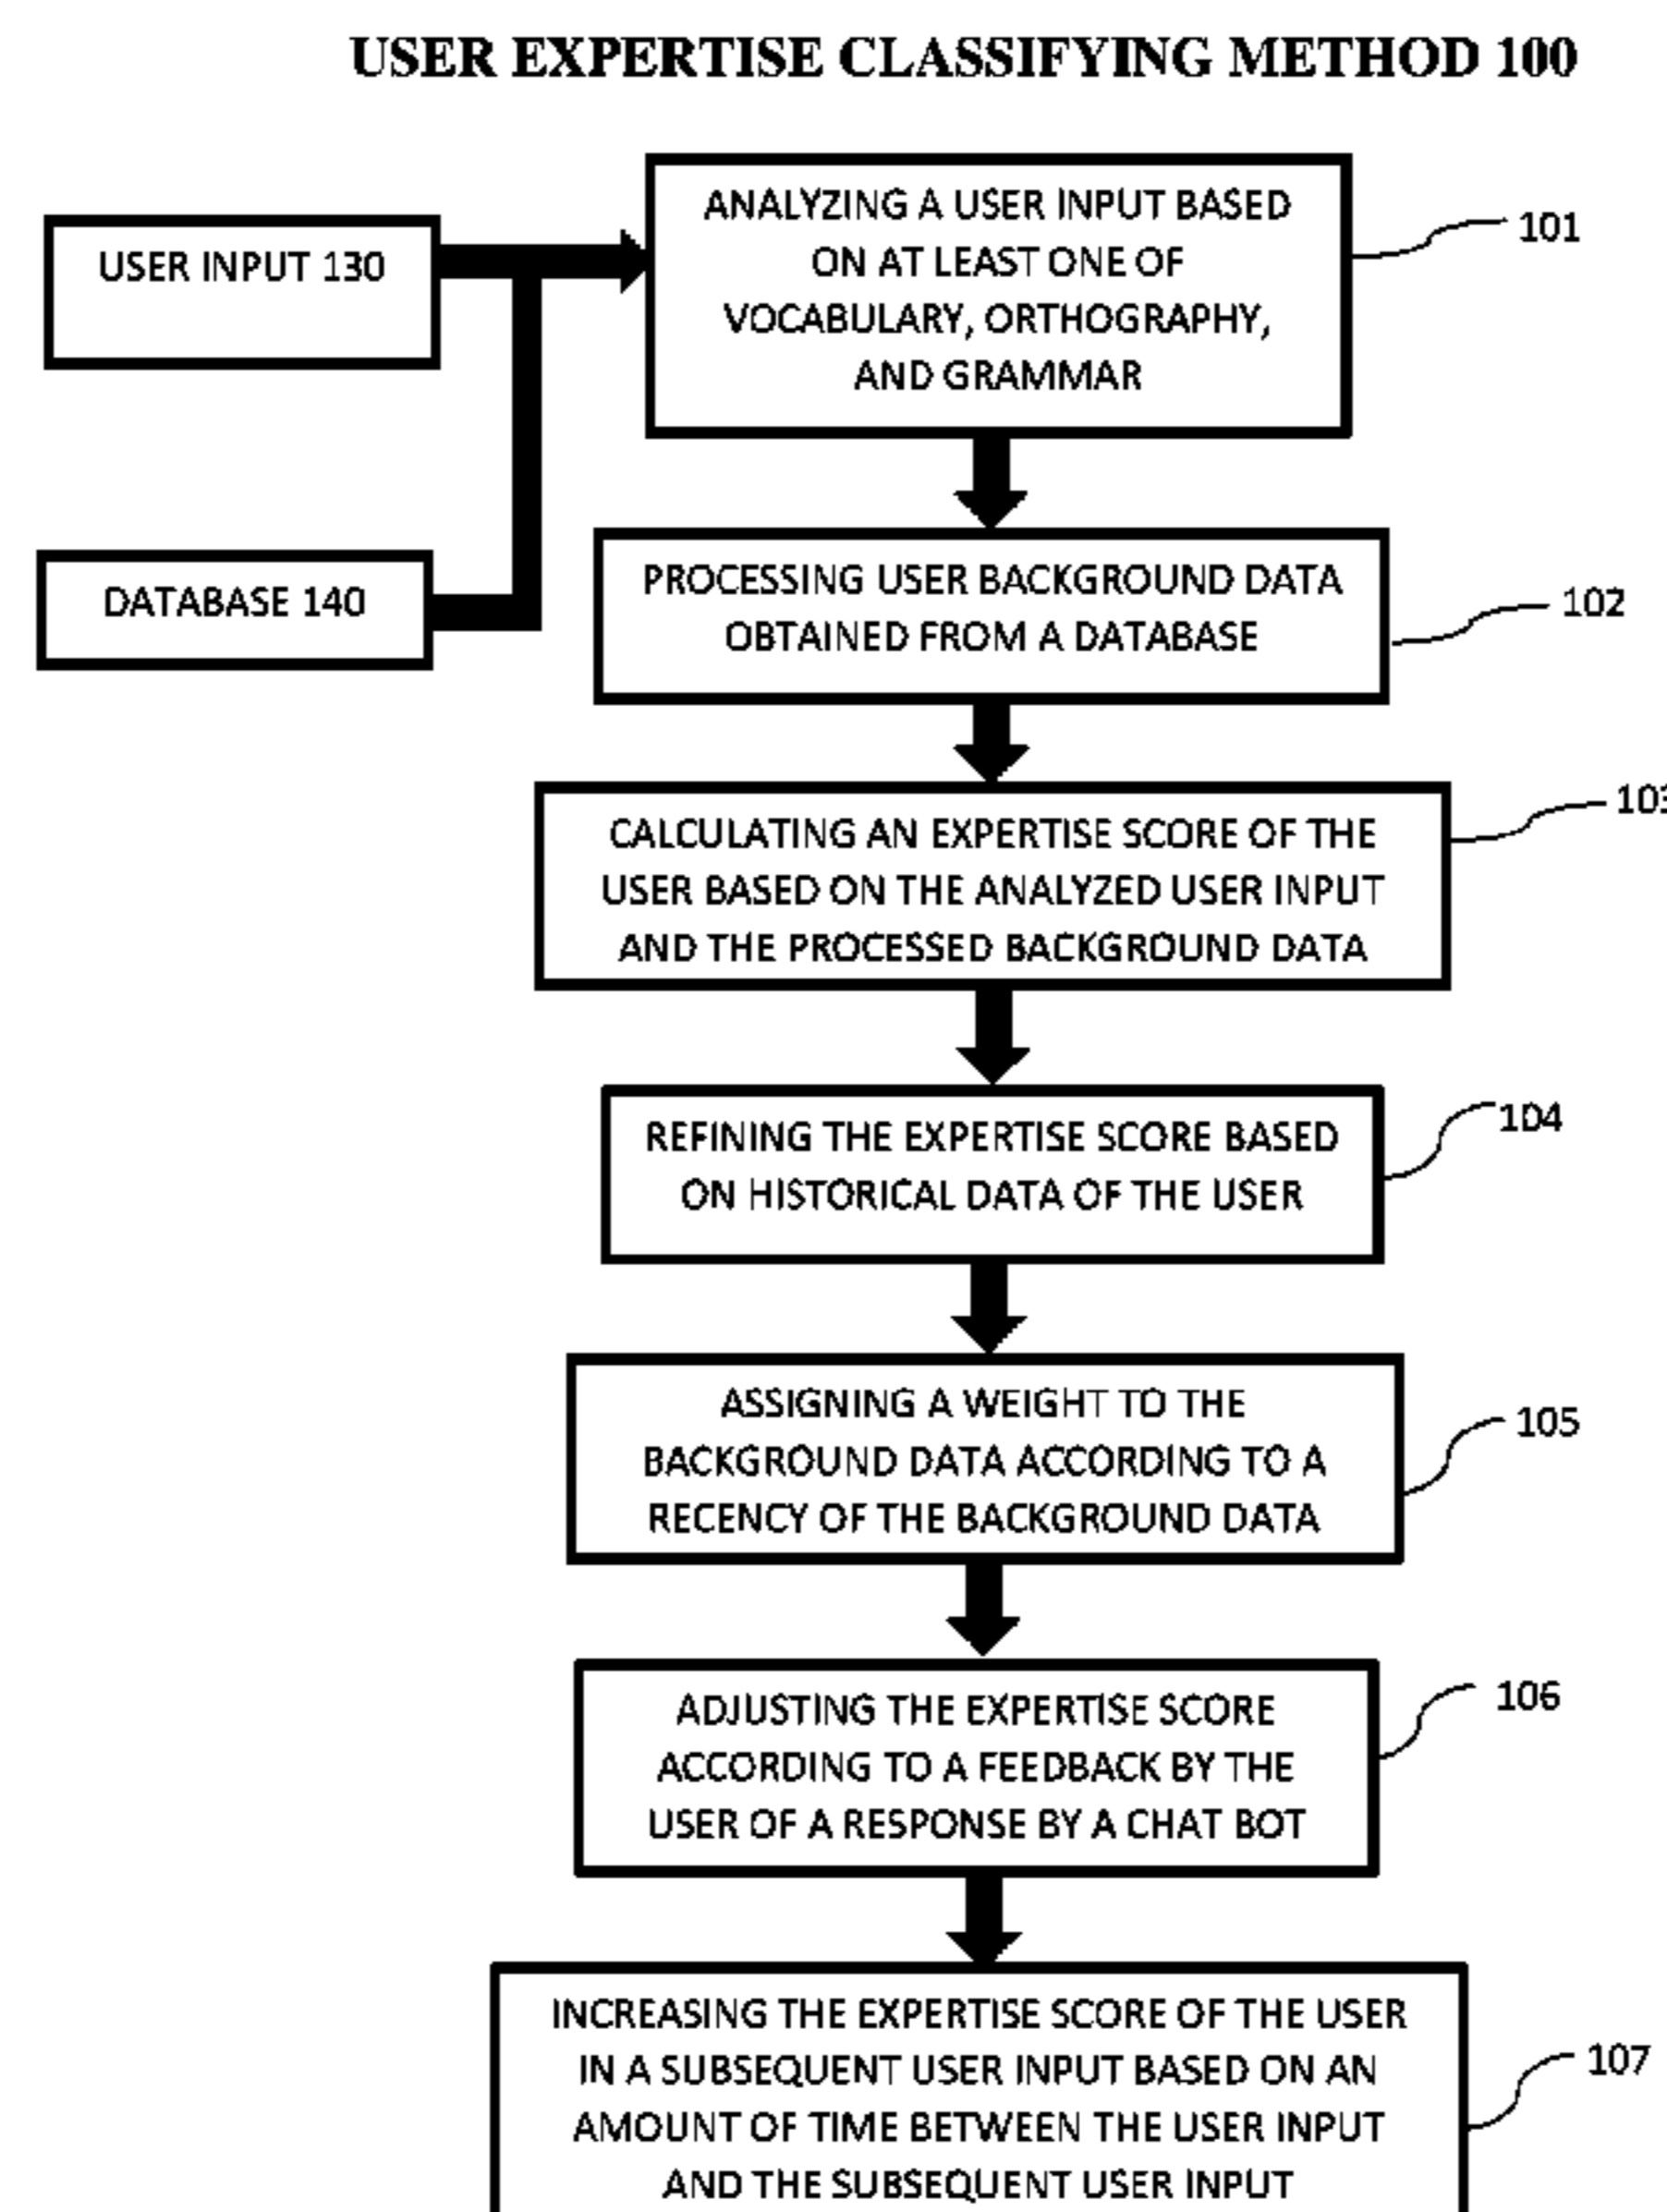 USER EXPERTISE CLASSIFYING METHOD 100
USER INPUT 130
DATABASE 140
ANALYZING A USER INPUT BASED
ON AT LEAST ONE OF
VOCABULARY, ORTHOGRAPHY,
AND GRAMMAR
101
PROCESSING USER BACKGROUND DATA
OBTAINED FROM A DATABASE
102
CALCULATING AN EXPERTISE SCORE OF THE
USER BASED ON THE ANALYZED USER INPUT
AND THE PROCESSED BACKGROUND DATA
103
REFINING THE EXPERTISE SCORE BASED
ON HISTORICAL DATA OF THE USER
104
ASSIGNING A WEIGHT TO THE
BACKGROUND DATA ACCORDING TO A
RECENCY OF THE BACKGROUND DATA
105
ADJUSTING THE EXPERTISE SCORE
ACCORDING TO A FEEDBACK BY THE
USER OF A RESPONSE BY A CHAT BOT
106
INCREASING THE EXPERTISE SCORE OF THE USER
IN A SUBSEQUENT USER INPUT BASED ON AN
AMOUNT OF TIME BETWEEN THE USER INPUT
AND THE SUBSEQUENT USER INPUT
107